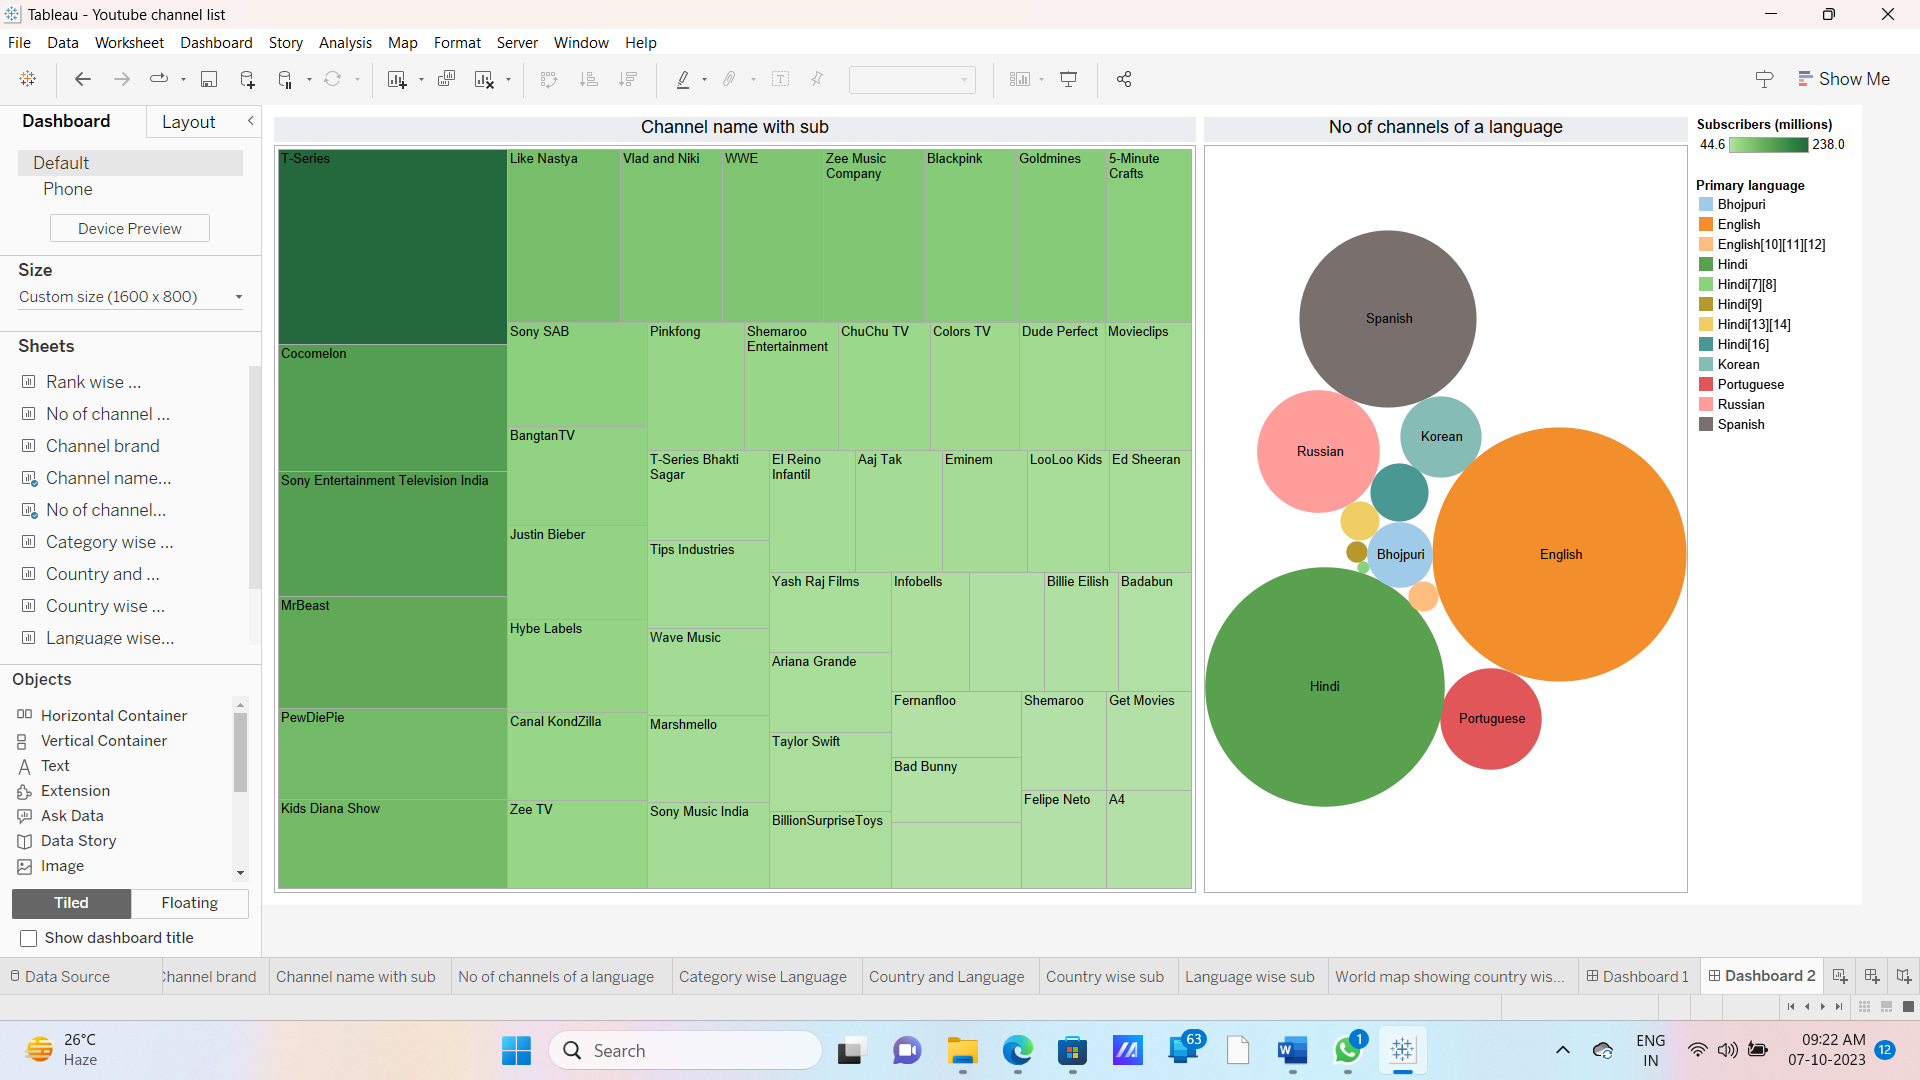 Tableau - Youtube channel list
File Data Worksheet Dashboard Story Analysis Map Format Server Window Help
Show Me
Dashboard Layout
Default
Phone
Device Preview
Size
Custom size (1600 x 800)
Sheets
Rank wise ...
No of channel ...
Channel brand
Channel name...
No of channel...
Category wise ...
Country and ...
Country wise ...
Language wise...
Objects
Horizontal Container
Vertical Container
Text
Extension
Ask Data
Data Story
Image
Tiled Floating
Show dashboard title
Channel name with sub
T-Series
Cocomelon
Sony Entertainment Television India
MrBeast
PewDiePie
Kids Diana Show
Like Nastya
Vlad and Niki
WWE
Zee Music
Company
Blackpink
Goldmines
5-Minute
Crafts
Sony SAB
BangtanTV
Justin Bieber
Hybe Labels
Canal KondZilla
Zee TV
Pinkfong
Shemaroo
Entertainment
ChuChu TV
Colors TV
Dude Perfect
Movieclips
T-Series Bhakti
Sagar
Tips Industries
Wave Music
Marshmello
Sony Music India
El Reino
Infantil
Aaj Tak
Eminem
LooLoo Kids
Ed Sheeran
Yash Raj Films
Ariana Grande
Taylor Swift
BillionSurpriseToys
Infobells
Billie Eilish
Badabun
Fernanfloo
Bad Bunny
Shemaroo
Get Movies
Felipe Neto
A4
No of channels of a language
Spanish
Russian
Korean
Bhojpuri
English
Hindi
Portuguese
Subscribers (millions)
44.6 238.0
Primary language
Bhojpuri
English
English[10][11][12]
Hindi
Hindi[7][8]
Hindi[9]
Hindi[13][14]
Hindi[16]
Korean
Portuguese
Russian
Spanish
Data Source Channel brand Channel name with sub No of channels of a language Category wise Language Country and Language Country wise sub Language wise sub World map showing country wis... Dashboard 1 Dashboard 2
26°C
Haze
Search
63
1
ENG
IN
09:22 AM
07-10-2023
12